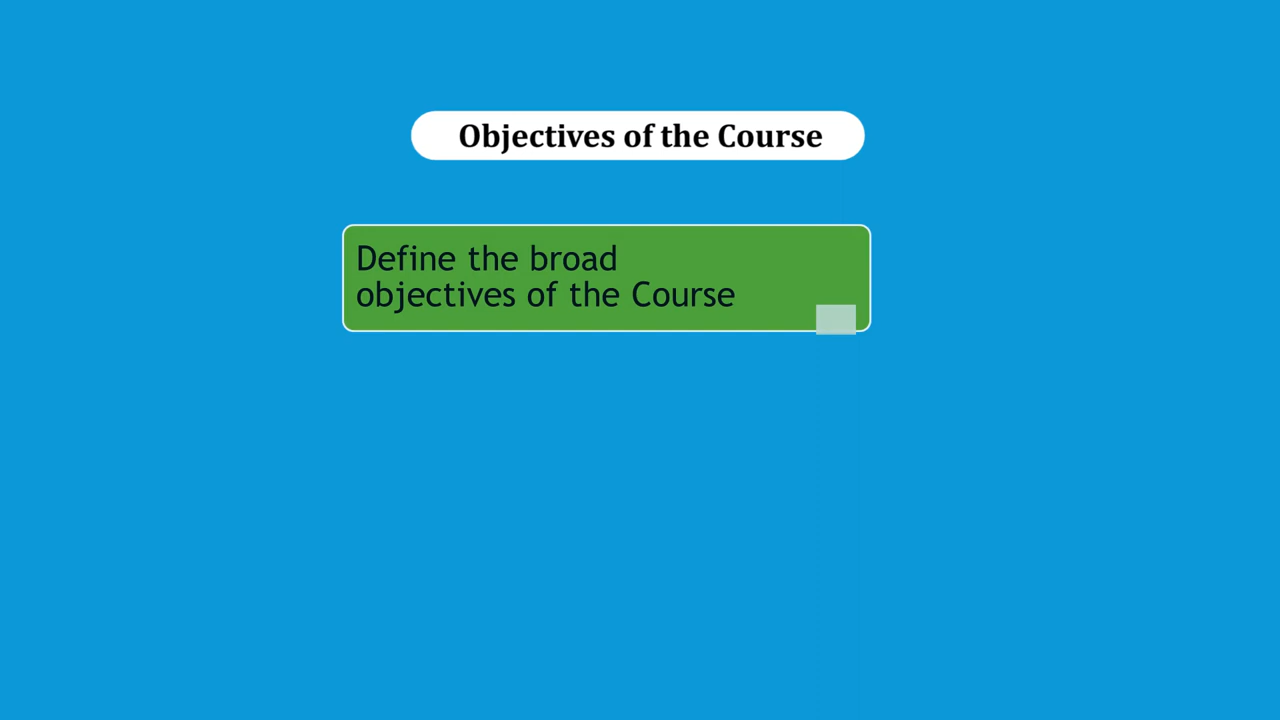 Objectives of the Course
Define the broad
objectives of the Course